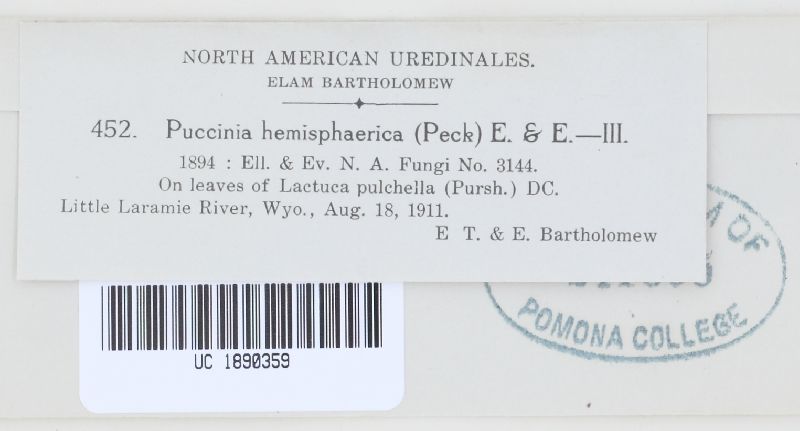 NORTH AMERICAN UREDINALES.
ELAM BARTHOLOMEW
452. Puccinia hemisphaerica (Peck) E. & E.—III.
1894 : Ell. & Ev. N. A. Fungi No. 3144.
On leaves of Lactuca pulchella (Pursh.) DC.
Little Laramie River, Wyo., Aug. 18, 1911.
E T. & E. Bartholomew
OF
POMONA COLLEGE
UC 1890359